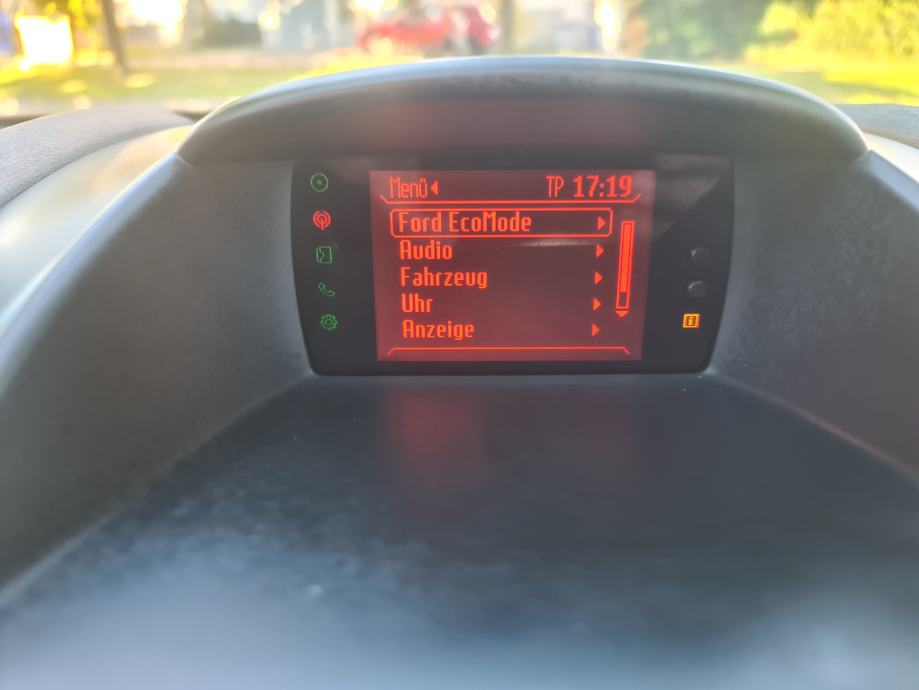 Menü TP 17:19
Ford EcoMode
Audio
Fahrzeug
Uhr
Anzeige
i